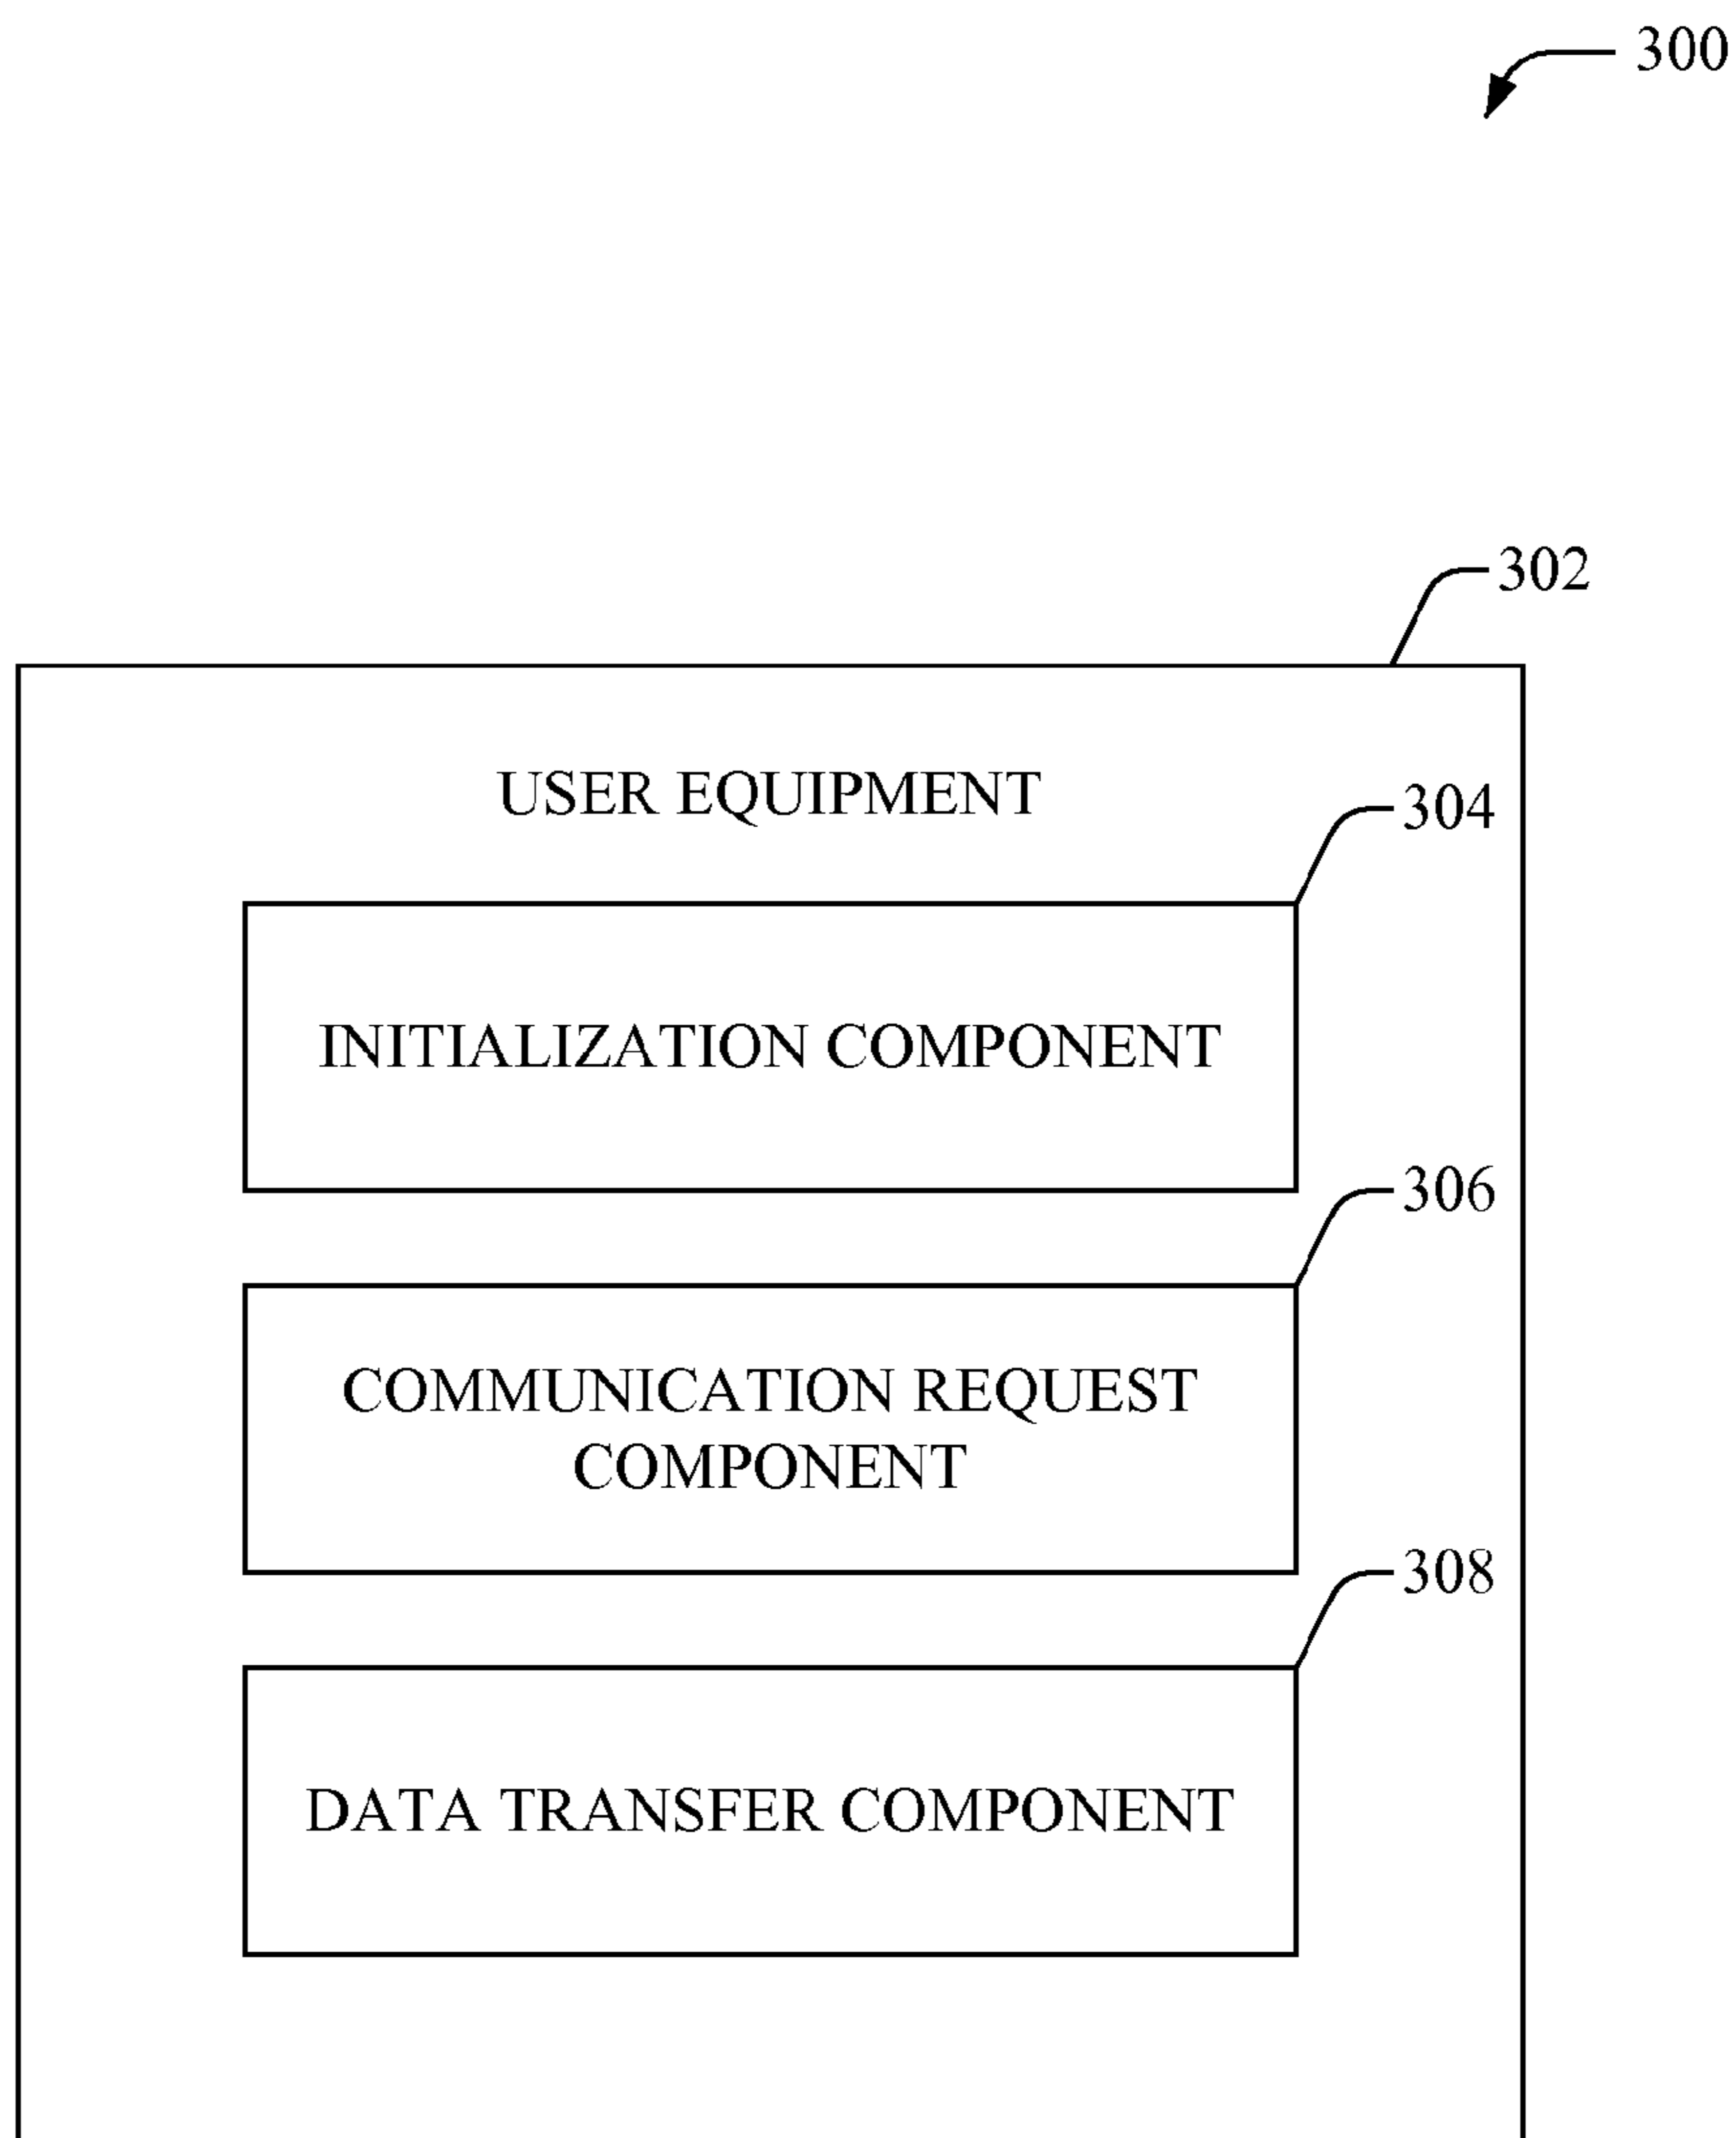 300
302
USER EQUIPMENT
304
INITIALIZATION COMPONENT
306
COMMUNICATION REQUEST
COMPONENT
308
DATA TRANSFER COMPONENT